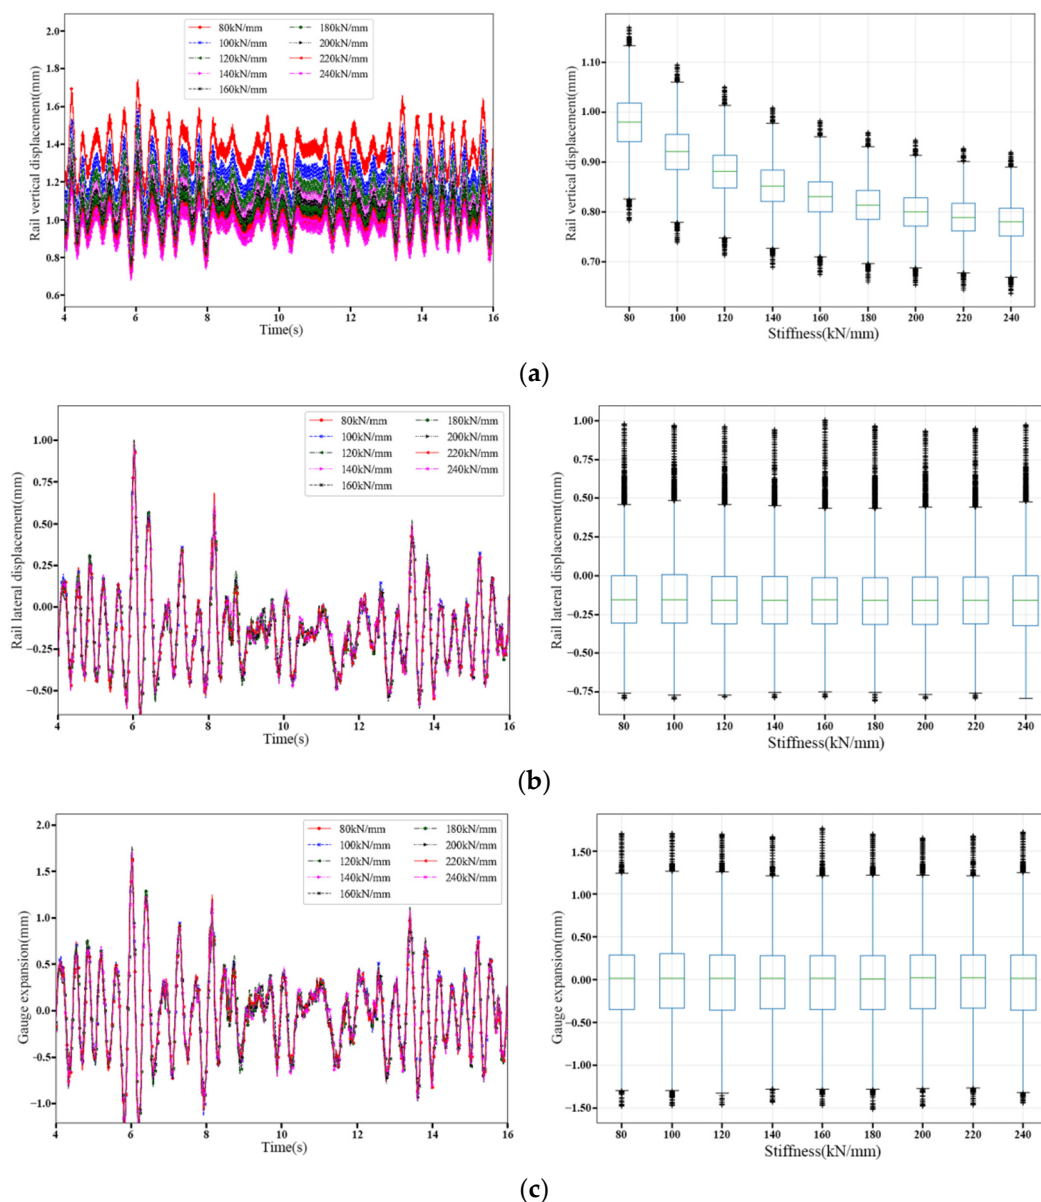 2.0
1.8
1.6
1.4
1.2
1.0
0.8
0.6
Rail vertical displacement(mm)
80kN/mm 180kN/mm
100kN/mm 200kN/mm
120kN/mm 220kN/mm
140kN/mm 240kN/mm
160kN/mm
4 6 8 10 12 14 16
Time(s)
1.10
1.00
0.90
0.80
0.70
Rail vertical displacement(mm)
80 100 120 140 160 180 200 220 240
Stiffness(kN/mm)
(a)
1.00
0.75
0.50
0.25
0.00
−0.25
−0.50
Rail lateral displacement(mm)
80kN/mm 180kN/mm
100kN/mm 200kN/mm
120kN/mm 220kN/mm
140kN/mm 240kN/mm
160kN/mm
4 6 8 10 12 14 16
Time(s)
1.00
0.75
0.50
0.25
0.00
−0.25
−0.50
−0.75
Rail lateral displacement(mm)
80 100 120 140 160 180 200 220 240
Stiffness(kN/mm)
(b)
2.0
1.5
1.0
0.5
0.0
−0.5
−1.0
Gauge expansion(mm)
80kN/mm 180kN/mm
100kN/mm 200kN/mm
120kN/mm 220kN/mm
140kN/mm 240kN/mm
160kN/mm
4 6 8 10 12 14 16
Time(s)
1.50
1.00
0.50
0.00
−0.50
−1.00
−1.50
Gauge expansion(mm)
80 100 120 140 160 180 200 220 240
Stiffness(kN/mm)
(c)